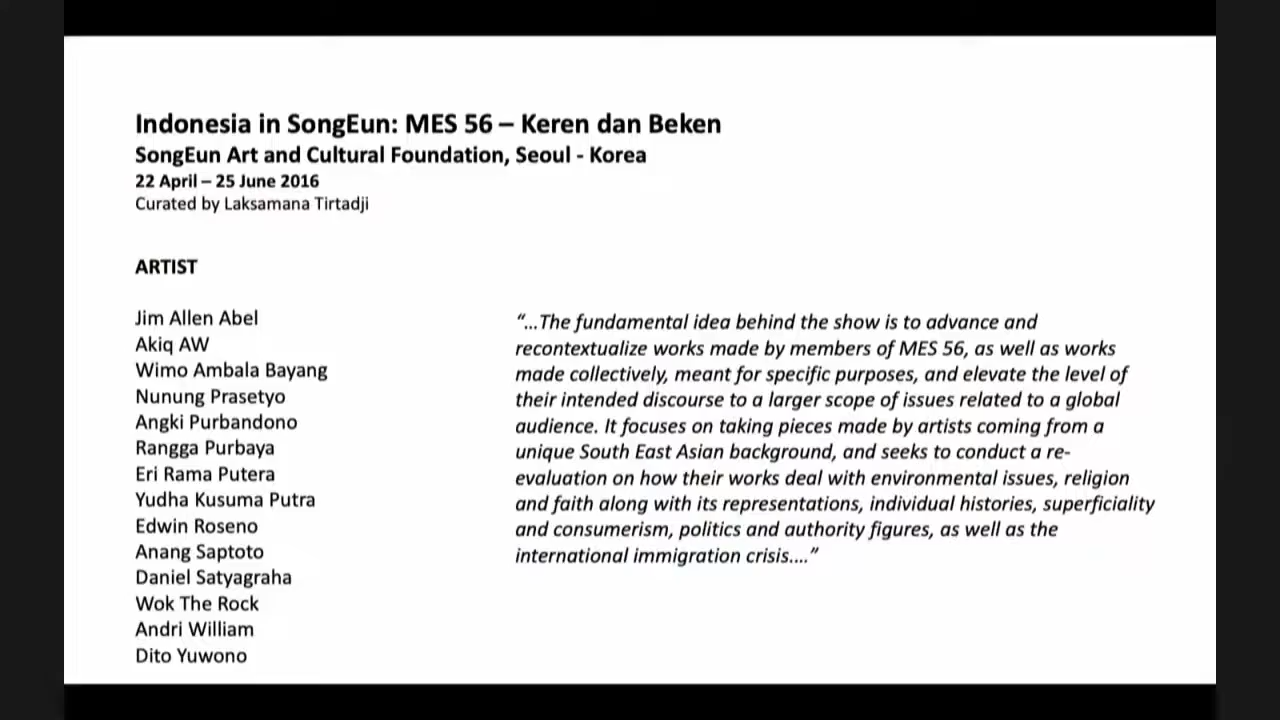 Indonesia in SongEun: MES 56 – Keren dan Beken
SongEun Art and Cultural Foundation, Seoul - Korea
22 April – 25 June 2016
Curated by Laksamana Tirtadji
ARTIST
Jim Allen Abel
Akiq AW
Wimo Ambala Bayang
Nunung Prasetyo
Angki Purbandono
Rangga Purbaya
Eri Rama Putera
Yudha Kusuma Putra
Edwin Roseno
Anang Saptoto
Daniel Satyagraha
Wok The Rock
Andri William
Dito Yuwono
“...The fundamental idea behind the show is to advance and
recontextualize works made by members of MES 56, as well as works
made collectively, meant for specific purposes, and elevate the level of
their intended discourse to a larger scope of issues related to a global
audience. It focuses on taking pieces made by artists coming from a
unique South East Asian background, and seeks to conduct a re-
evaluation on how their works deal with environmental issues, religion
and faith along with its representations, individual histories, superficiality
and consumerism, politics and authority figures, as well as the
international immigration crisis....”